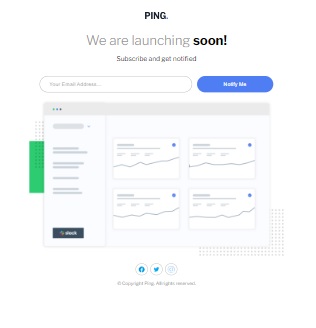 PING.
We are launching soon!
Subscribe and get notified
Your Email Address...
Notify Me
slack
© Copyright Ping. All rights reserved.